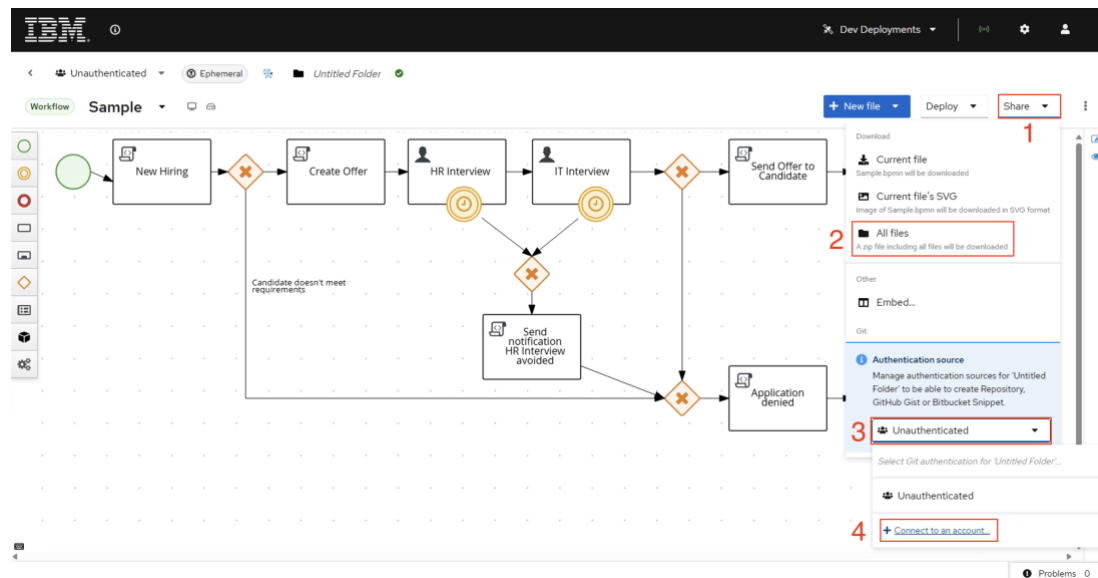 IBM
Dev Deployments
Unauthenticated
Ephemeral
Untitled Folder
Workflow
Sample
+ New file
Deploy
Share
1
Download
Current file
Sample.bpmn will be downloaded
Current file's SVG
Image of Sample.bpmn will be downloaded in SVG format
2
All files
A zip file including all files will be downloaded
Other
Embed...
Git
Authentication source
Manage authentication sources for 'Untitled
Folder' to be able to create Repository,
GitHub Gist or Bitbucket Snippet.
3
Unauthenticated
Select Git authentication for 'Untitled Folder'...
Unauthenticated
4
+ Connect to an account...
New Hiring
Create Offer
HR Interview
IT Interview
Send Offer to
Candidate
Candidate doesn't meet
requirements
Send
notification
HR Interview
avoided
Application
denied
Problems 0